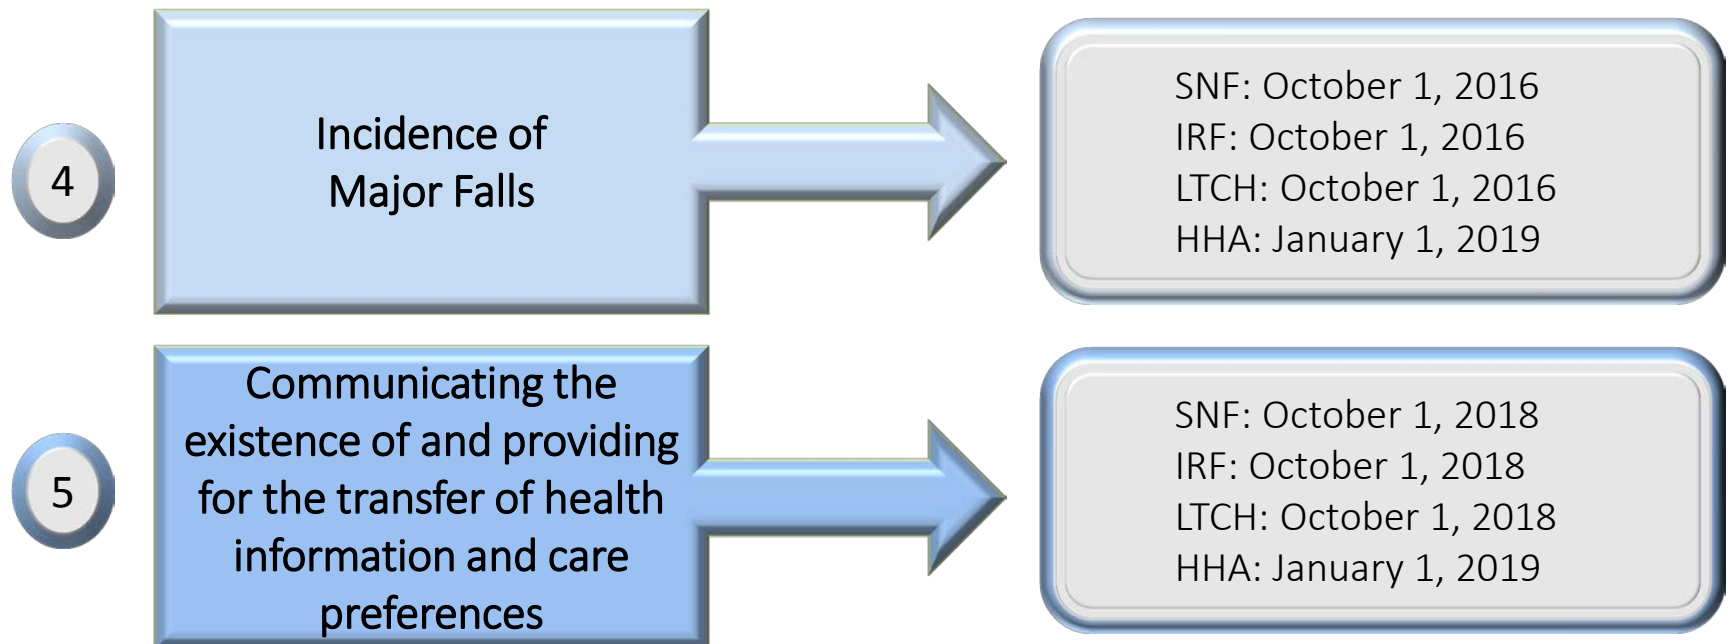 4
Incidence of
Major Falls
SNF: October 1, 2016
IRF: October 1, 2016
LTCH: October 1, 2016
HHA: January 1, 2019
5
Communicating the
existence of and providing
for the transfer of health
information and care
preferences
SNF: October 1, 2018
IRF: October 1, 2018
LTCH: October 1, 2018
HHA: January 1, 2019